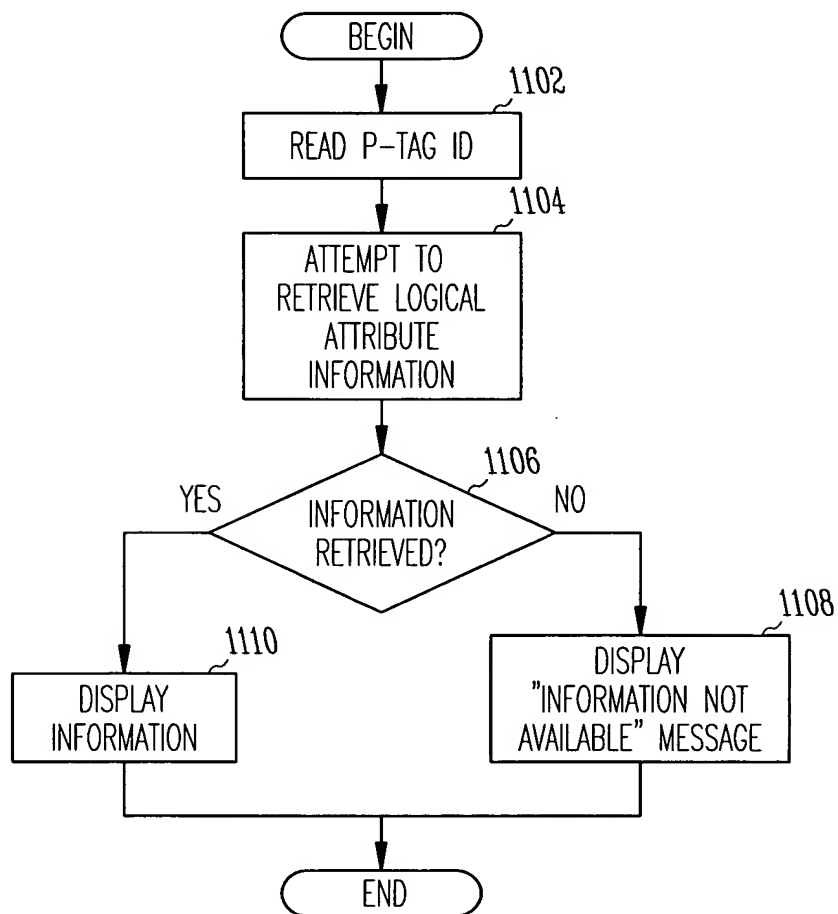 BEGIN
1102
READ P-TAG ID
1104
ATTEMPT TO
RETRIEVE LOGICAL
ATTRIBUTE
INFORMATION
1106
YES
NO
INFORMATION
RETRIEVED?
1110
DISPLAY
INFORMATION
1108
DISPLAY
"INFORMATION NOT
AVAILABLE" MESSAGE
END